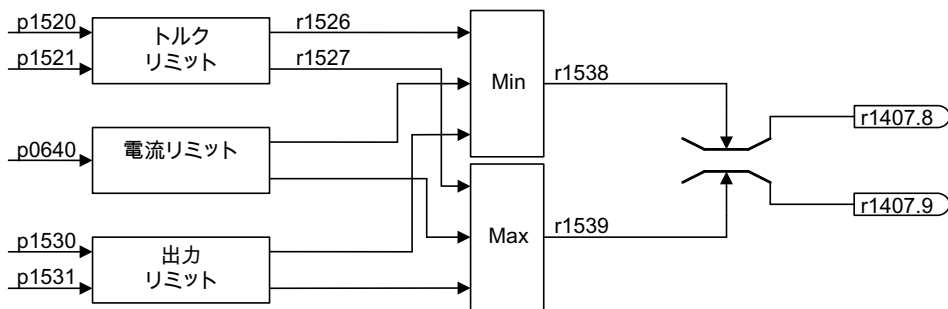 p1520
p1521
トルク
リミット
r1526
r1527
p0640
電流リミット
p1530
p1531
出力
リミット
Min
r1538
Max
r1539
r1407.8
r1407.9